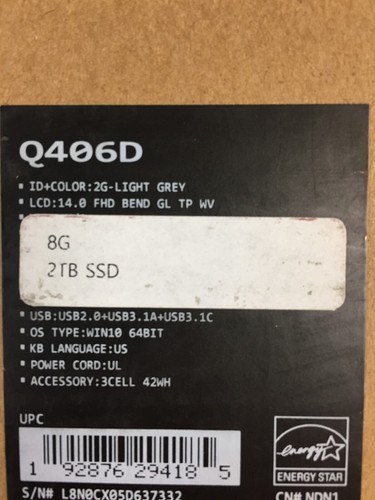 Q406D
▪ ID+COLOR:2G-LIGHT GREY
▪ LCD:14.0 FHD BEND GL TP WV
8G
2TB SSD
▪ USB:USB2.0+USB3.1A+USB3.1C
▪ OS TYPE:WIN10 64BIT
▪ KB LANGUAGE:US
▪ POWER CORD:UL
▪ ACCESSORY:3CELL 42WH
UPC
1 92876 29418 5
energy
ENERGY STAR
S/N# L8N0CX05D637332
CN# NDN1